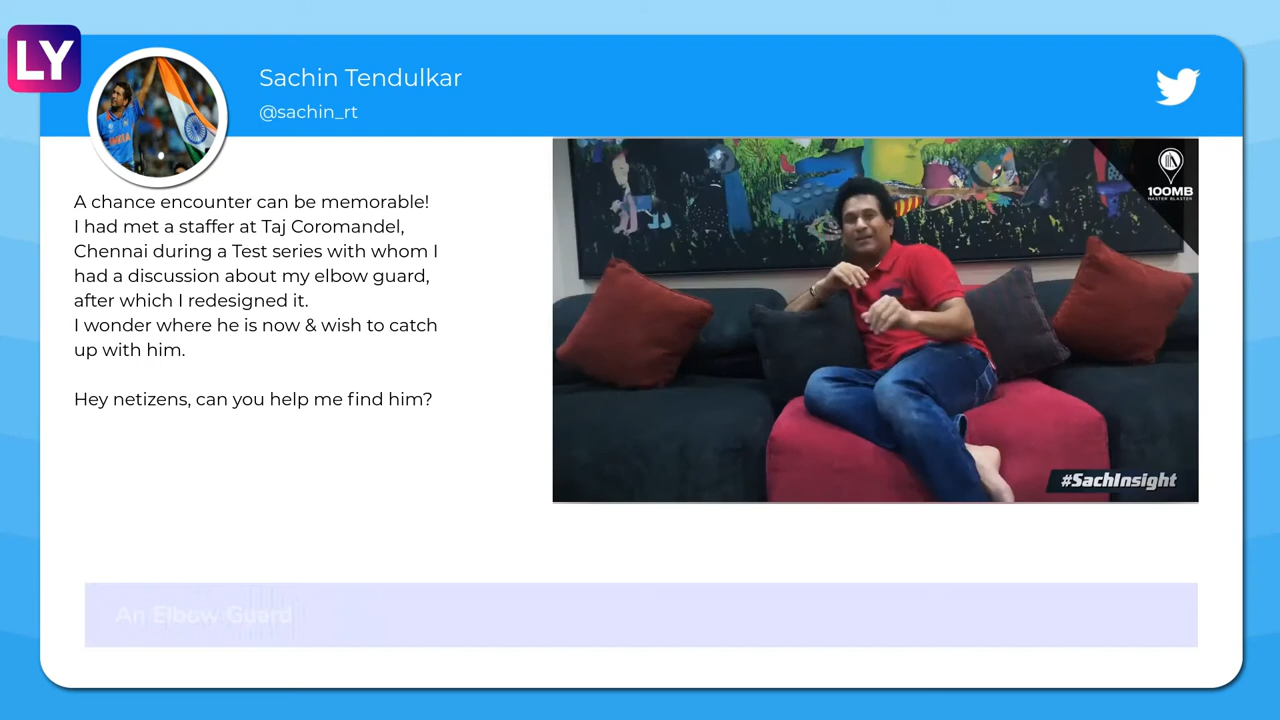 LY
Sachin Tendulkar
@sachin_rt
A chance encounter can be memorable!
I had met a staffer at Taj Coromandel,
Chennai during a Test series with whom I
had a discussion about my elbow guard,
after which I redesigned it.
I wonder where he is now & wish to catch
up with him.
Hey netizens, can you help me find him?
100MB
MASTER BLASTER
#SachInsight
An Elbow Guard